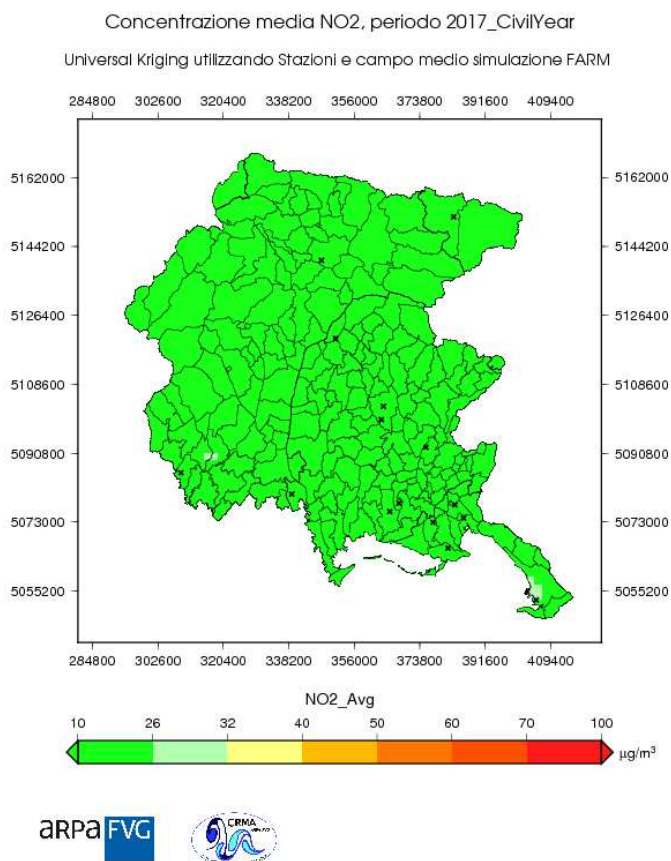 Concentrazione media NO2, periodo 2017_CivilYear
Universal Kriging utilizzando Stazioni e campo medio simulazione FARM
284800 302600 320400 338200 356000 373800 391600 409400
5162000 5162000
5144200 5144200
5126400 5126400
5108600 5108600
5090800 5090800
5073000 5073000
5055200 5055200
284800 302600 320400 338200 356000 373800 391600 409400
NO2_Avg
10 26 32 40 50 60 70 100
µg/m³
arpa FVG
CRMA